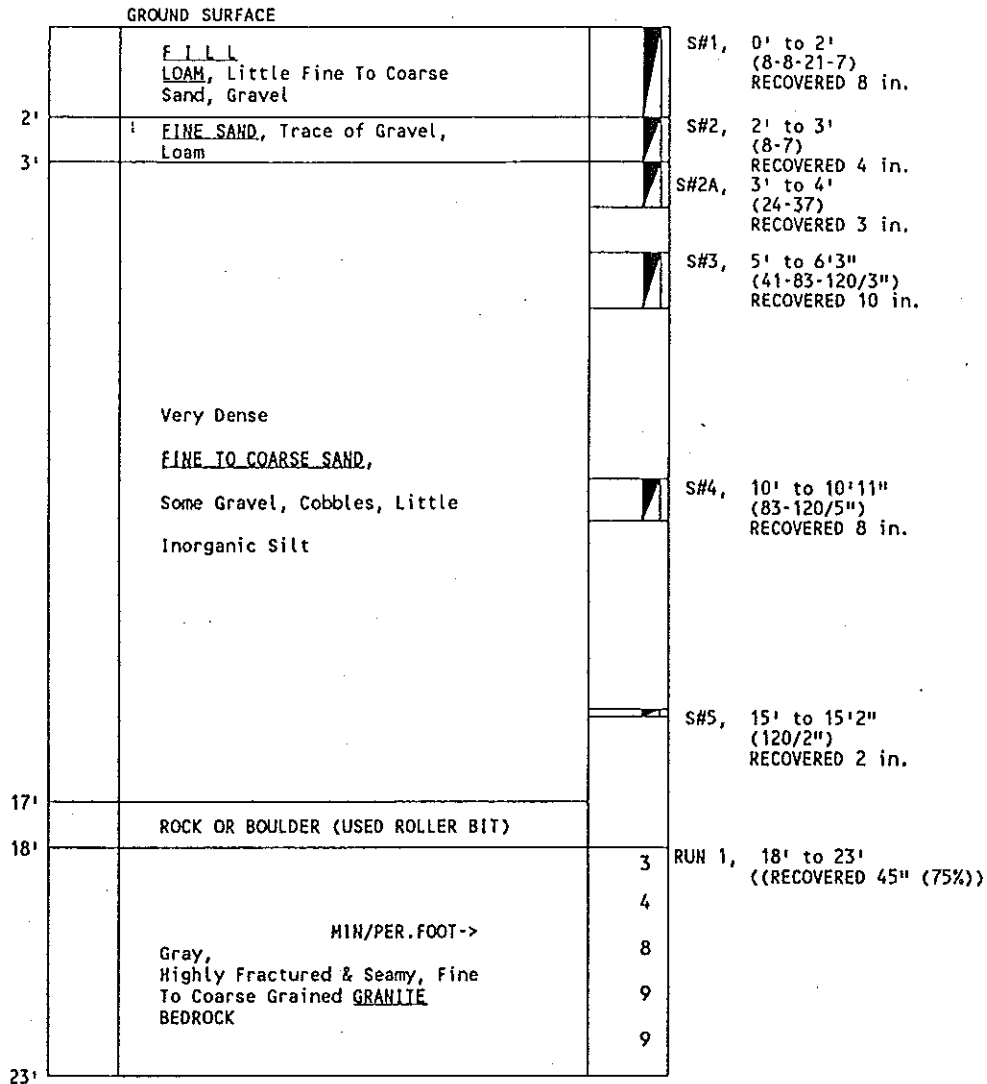 GROUND SURFACE
F I L L
LOAM, Little Fine To Coarse
Sand, Gravel
S#1, 0' to 2'
(8-8-21-7)
RECOVERED 8 in.
2'
FINE SAND, Trace of Gravel,
Loam
S#2, 2' to 3'
(8-7)
RECOVERED 4 in.
3'
S#2A, 3' to 4'
(24-37)
RECOVERED 3 in.
S#3, 5' to 6'3"
(41-83-120/3")
RECOVERED 10 in.
Very Dense
FINE TO COARSE SAND,
Some Gravel, Cobbles, Little
Inorganic Silt
S#4, 10' to 10'11"
(83-120/5")
RECOVERED 8 in.
S#5, 15' to 15'2"
(120/2")
RECOVERED 2 in.
17'
ROCK OR BOULDER (USED ROLLER BIT)
18'
RUN 1, 18' to 23'
((RECOVERED 45" (75%))
3
4
MIN/PER.FOOT->
8
Gray,
Highly Fractured & Seamy, Fine
To Coarse Grained GRANITE
BEDROCK
9
9
23'